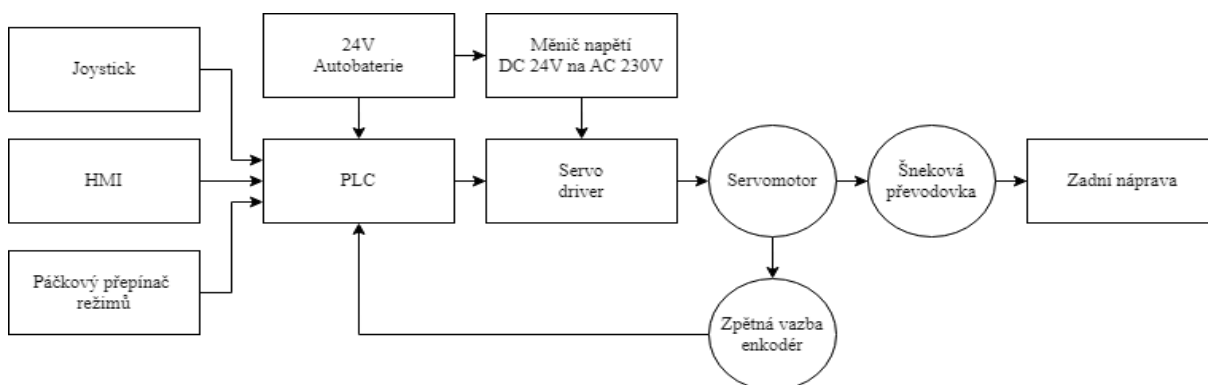 24V
Autobaterie
Měnič napětí
DC 24V na AC 230V
Joystick
HMI
PLC
Servo
driver
Servomotor
Šneková
převodovka
Zadní náprava
Páčkový přepínač
režimů
Zpětná vazba
enkodér